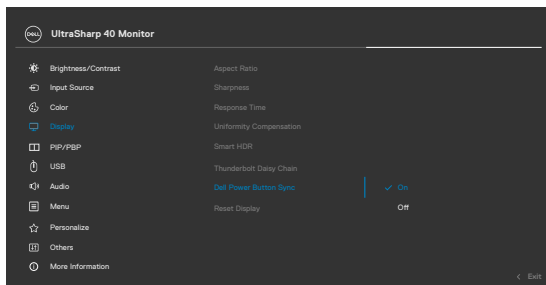 DELL UltraSharp 40 Monitor
Brightness/Contrast
Input Source
Color
Display
PIP/PBP
USB
Audio
Menu
Personalize
Others
More Information
Aspect Ratio
Sharpness
Response Time
Uniformity Compensation
Smart HDR
Thunderbolt Daisy Chain
Dell Power Button Sync
Reset Display
On
Off
Exit